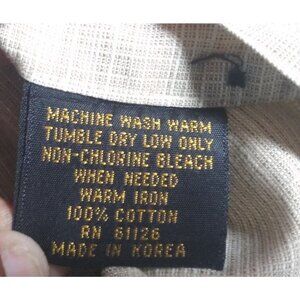 MACHINE WASH WARM
TUMBLE DRY LOW ONLY
NON-CHLORINE BLEACH
WHEN NEEDED
WARM IRON
100% COTTON
RN 61126
MADE IN KOREA